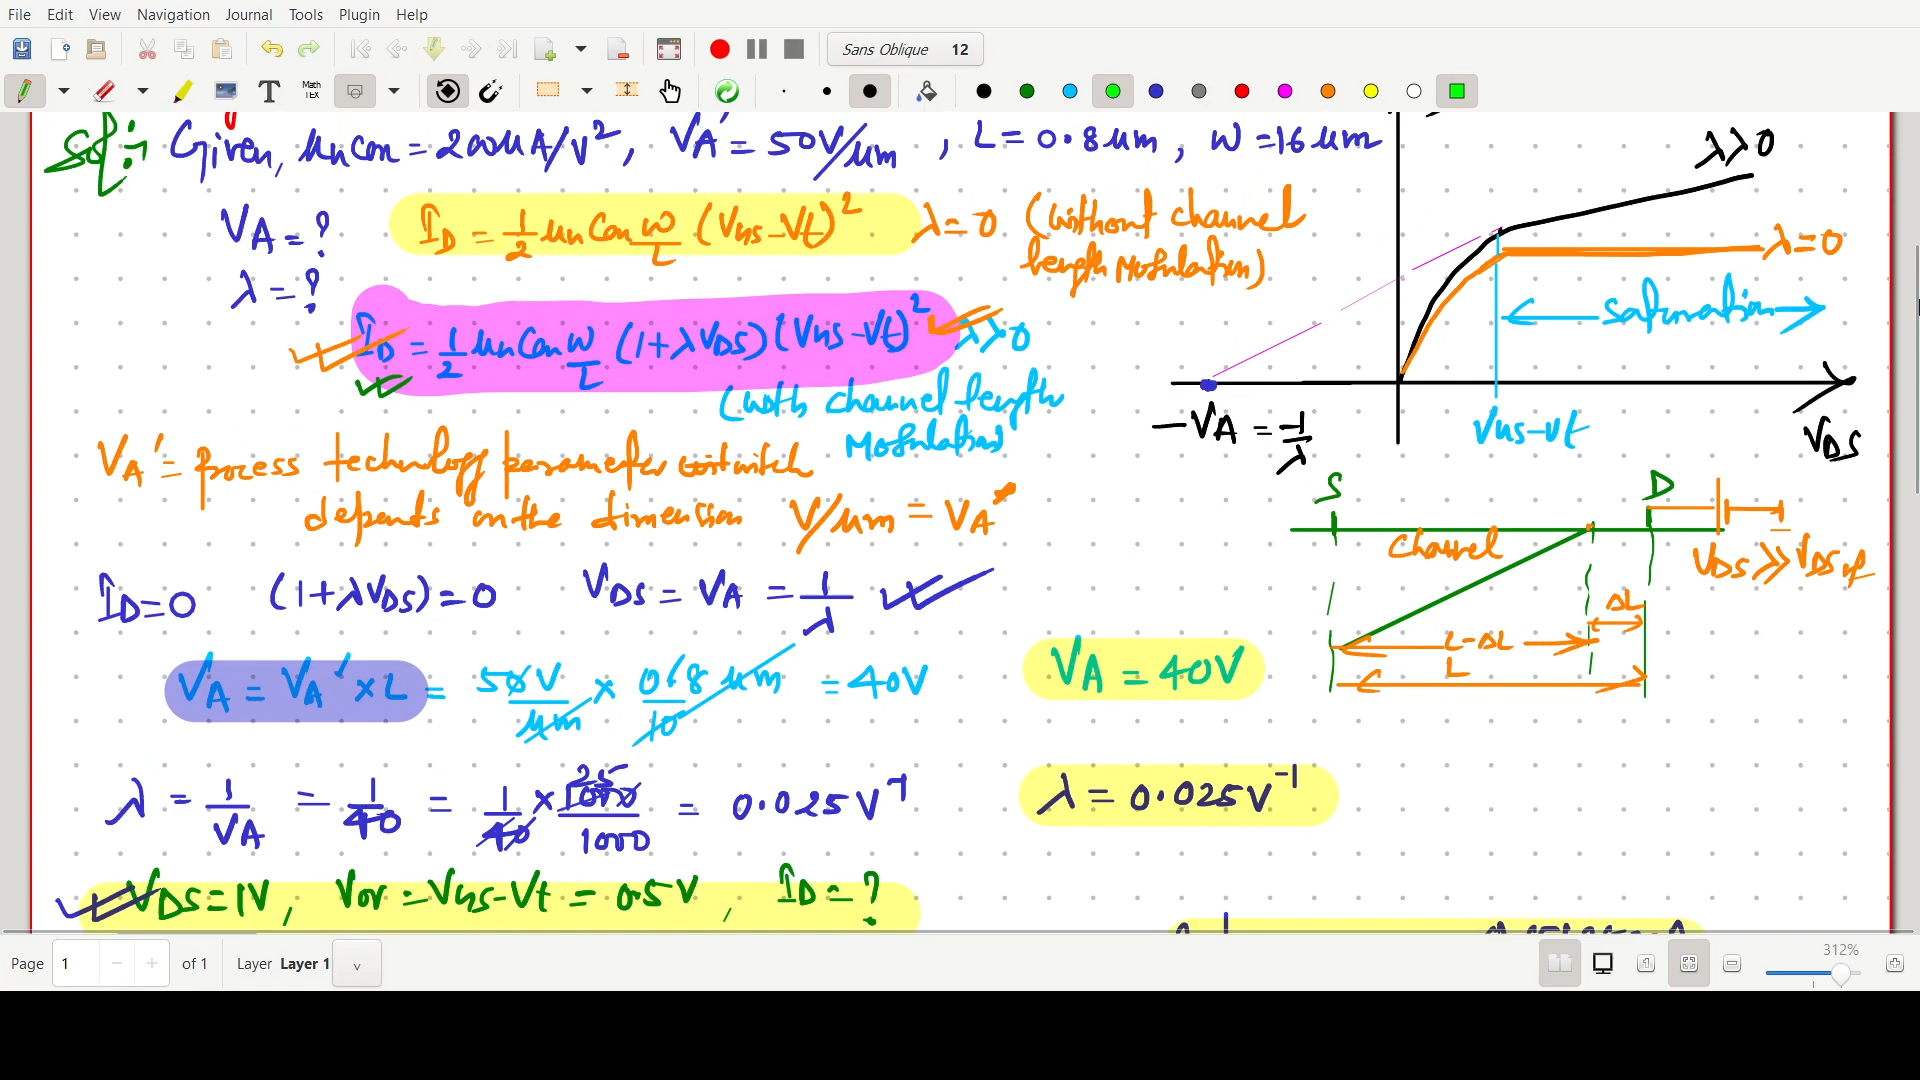 File Edit View Navigation Journal Tools Plugin Help
Sans Oblique 12
T Math TEX
Sol:- Given, μnCox = 200μA/V², VA' = 50V/μm, L = 0.8μm, W = 16μm
VA = ?
λ = ?
ID = 1/2 μnCox W/L (VGS-Vt)² λ=0 (without channel length Modulation)
ID = 1/2 μnCox W/L (1+λVDS)(VGS-Vt)² λ>>0
(with channel length Modulation)
VA' = process technology parameter which
depends on the dimension V/μm = VA'
ID=0 (1+λVDS)=0 VDS = VA = 1/λ
VA = VA' × L = 50V/μm × 0.8μm/10 = 40V
VA = 40V
λ = 1/VA = 1/40 = 1/40 × 1000/1000 = 0.025V⁻¹
25
λ = 0.025V⁻¹
VDS=1V, Vov = VGS-Vt = 0.5V, ID = ?
λ>>0
λ=0
saturation
-VA = -1/λ
VGS-Vt
VDS
S D
channel
VDS >> VDSsp
ΔL
L-ΔL
L
Page 1 of 1 Layer Layer 1
312%